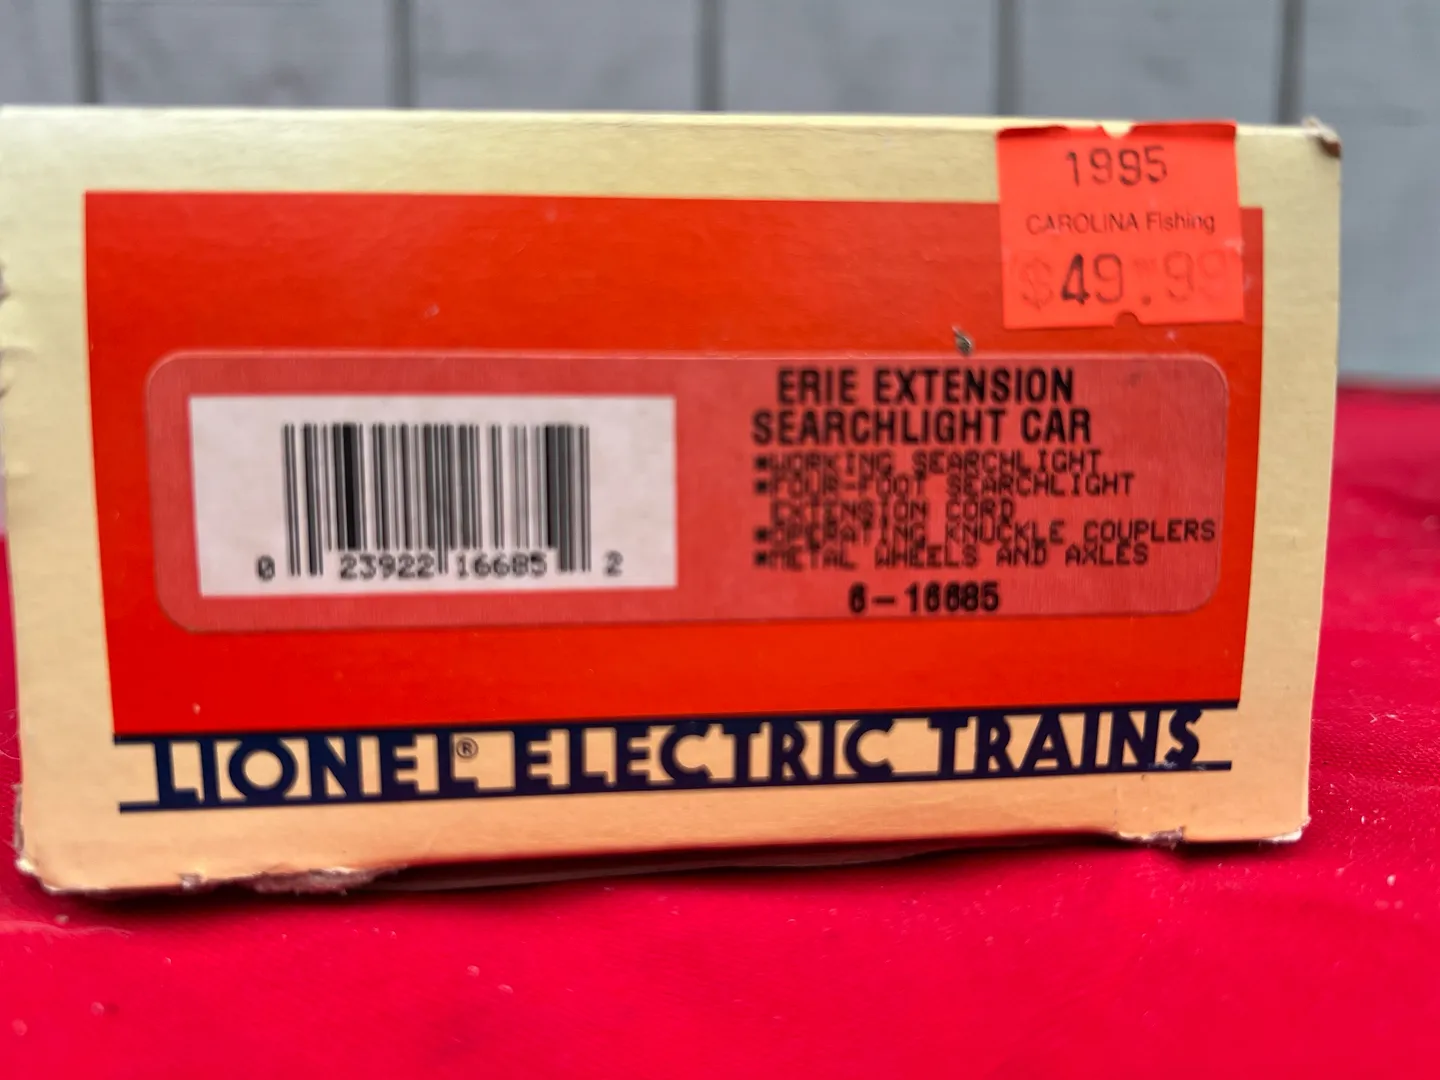 1995
CAROLINA FIshing
$49.99
ERIE EXTENSION
SEARCHLIGHT CAR
▪WORKING SEARCHLIGHT
▪FOUR-FOOT SEARCHLIGHT
EXTENSION CORD
▪OPERATING KNUCKLE COUPLERS
▪METAL WHEELS AND AXLES
6-16685
0 23922 16685 2
LIONEL® ELECTRIC TRAINS